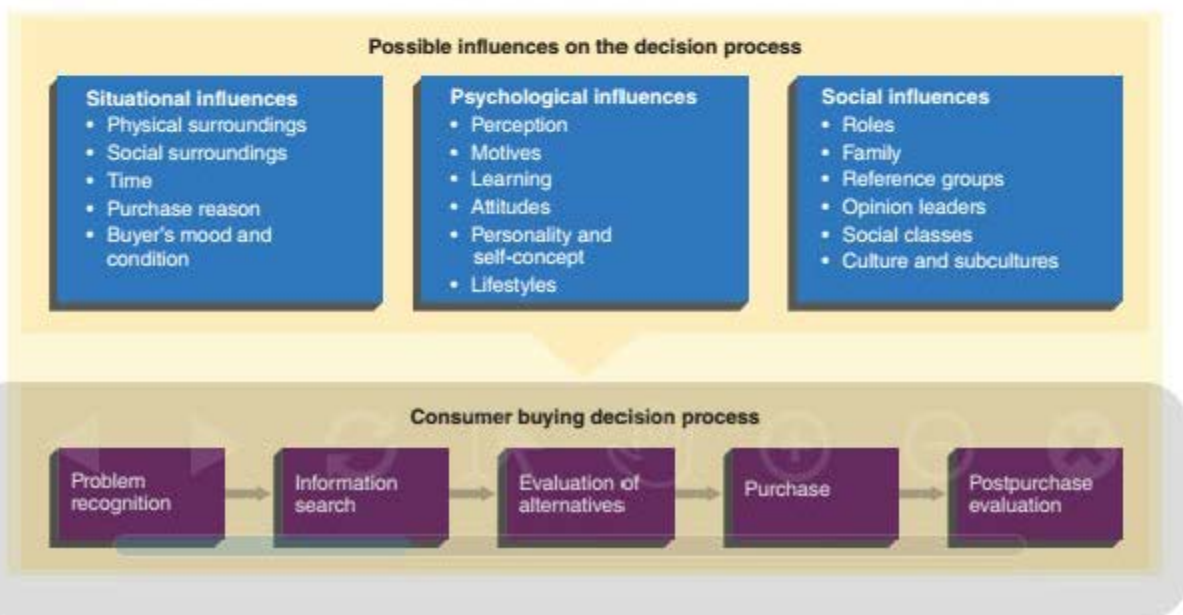 Possible influences on the decision process
Situational influences
• Physical surroundings
• Social surroundings
• Time
• Purchase reason
• Buyer's mood and
condition
Psychological influences
• Perception
• Motives
• Learning
• Attitudes
• Personality and
self-concept
• Lifestyles
Social influences
• Roles
• Family
• Reference groups
• Opinion leaders
• Social classes
• Culture and subcultures
Consumer buying decision process
Problem
recognition
Information
search
Evaluation of
alternatives
Purchase
Postpurchase
evaluation